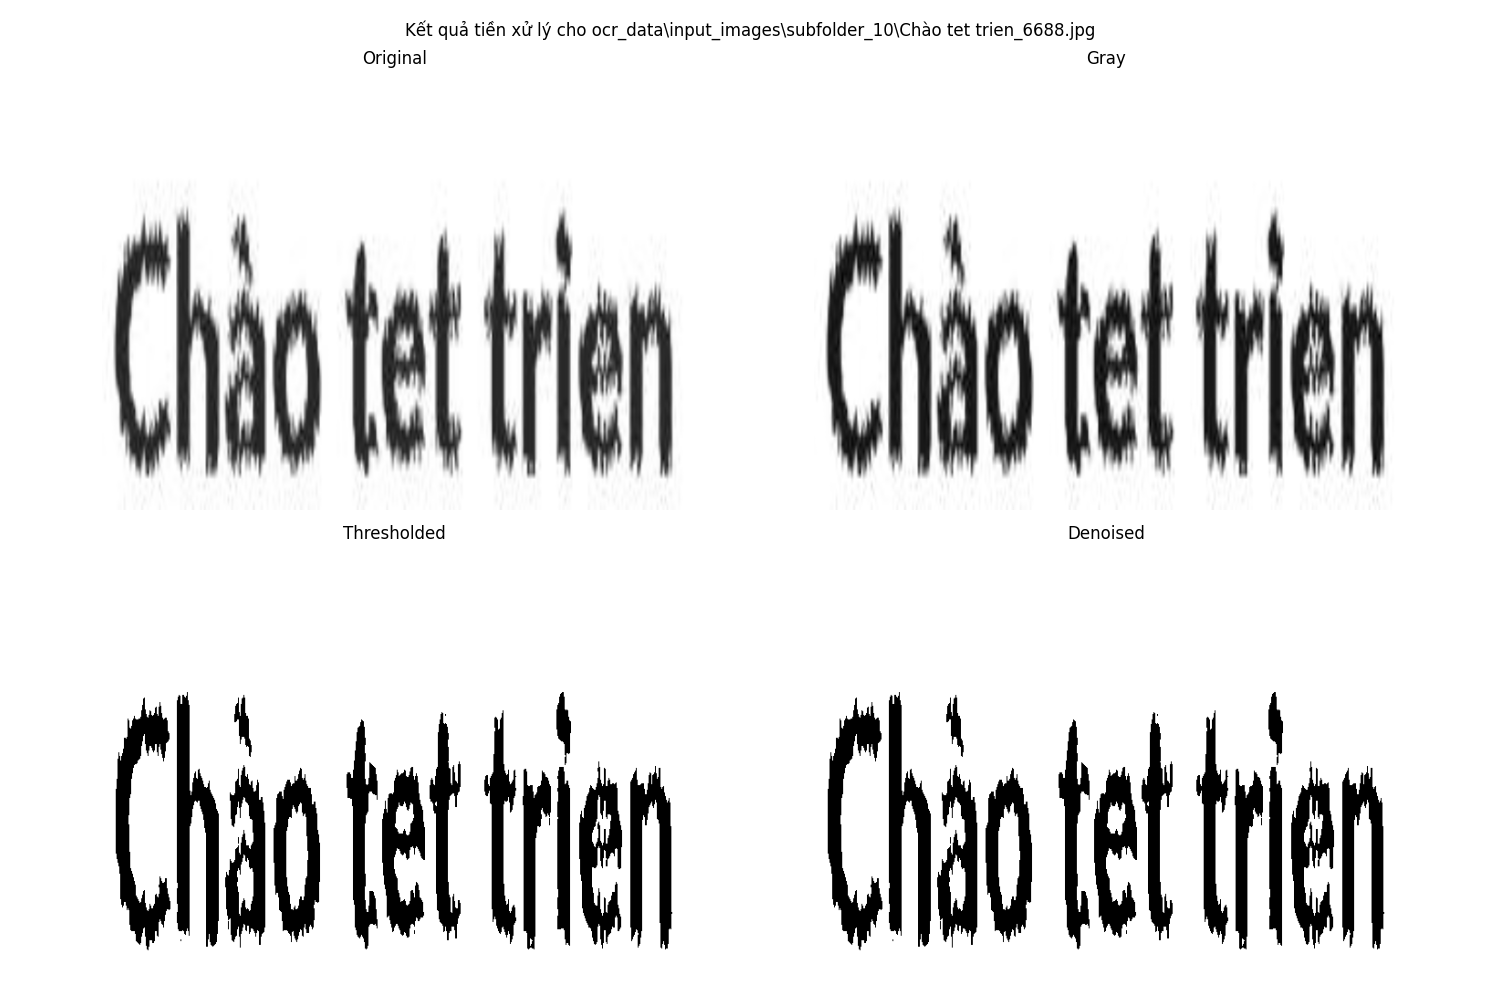 Kết quả tiền xử lý cho ocr_data\input_images\subfolder_10\Chào tet trien_6688.jpg
Original
Gray
Chào tet trien
Chào tet trien
Thresholded
Denoised
Chào tet trien
Chào tet trien